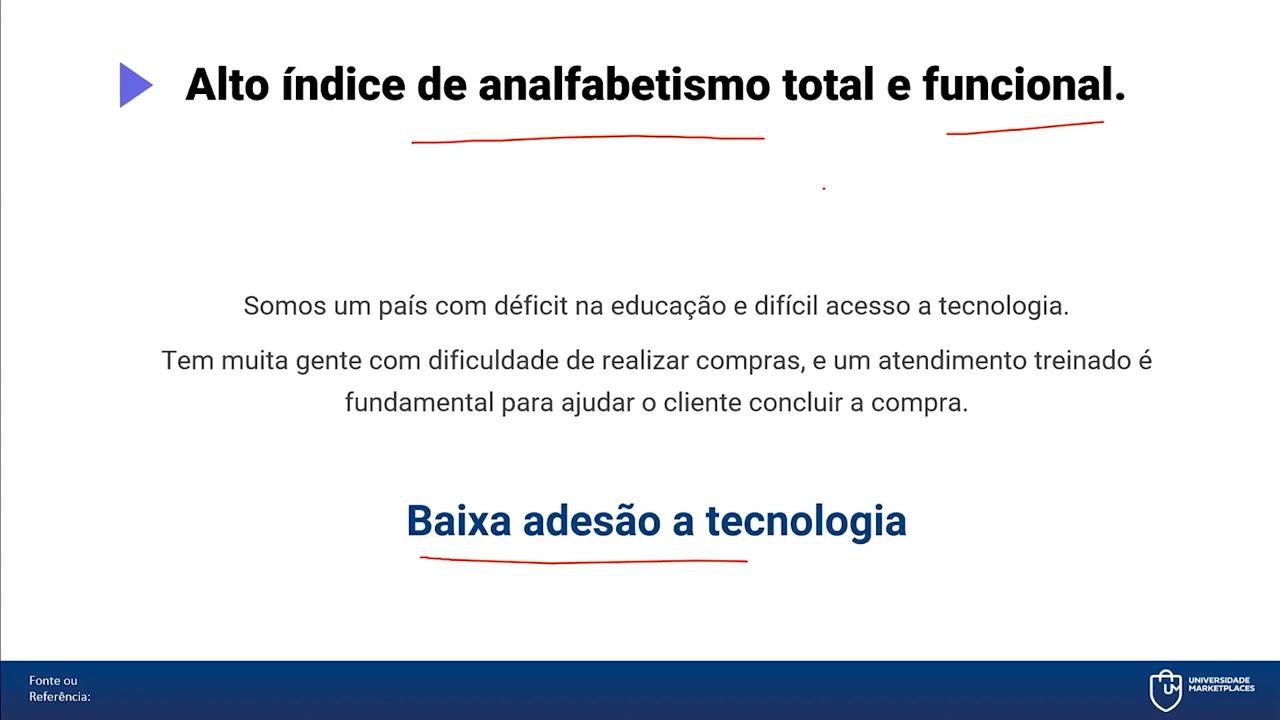 Alto índice de analfabetismo total e funcional.
Somos um país com déficit na educação e difícil acesso a tecnologia.
Tem muita gente com dificuldade de realizar compras, e um atendimento treinado é
fundamental para ajudar o cliente concluir a compra.
Baixa adesão a tecnologia
Fonte ou
Referência:
UM
UNIVERSIDADE
MARKETPLACES